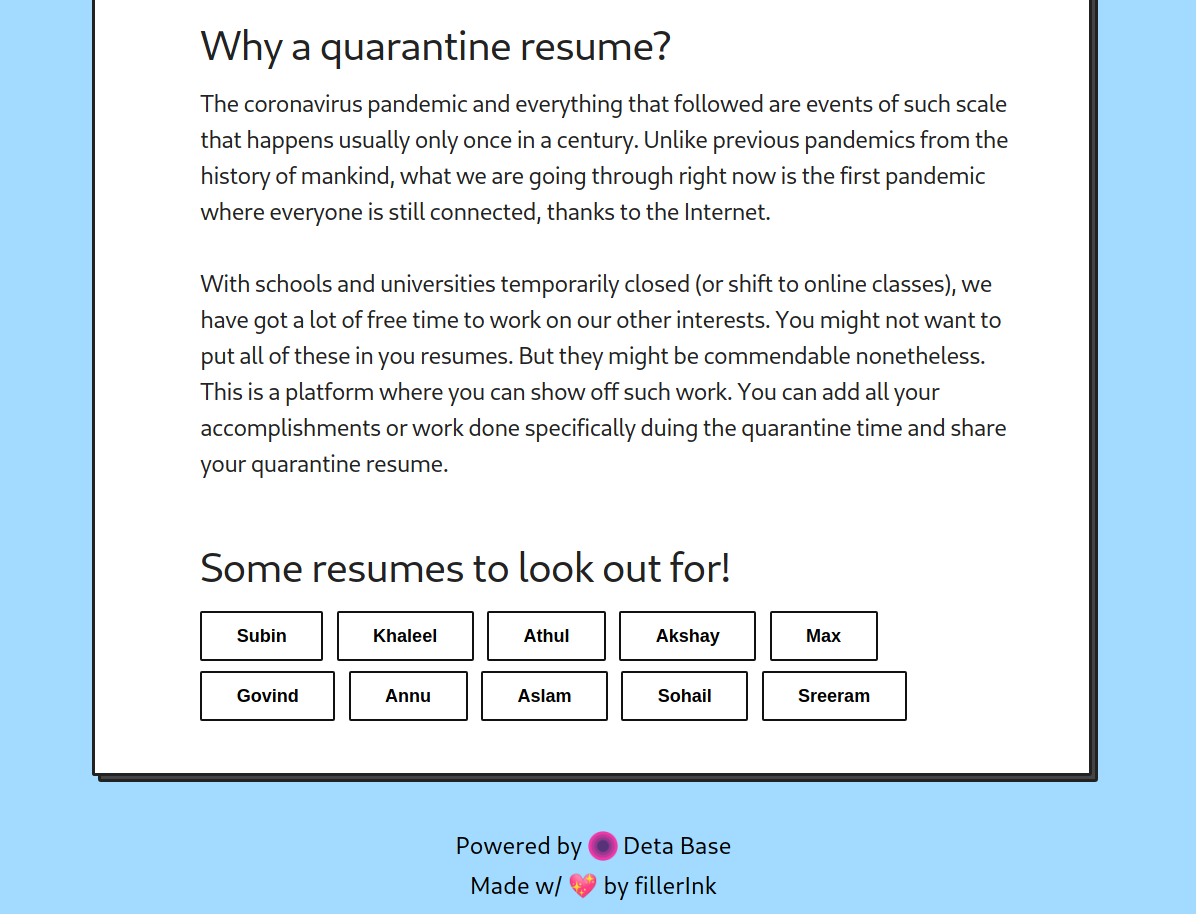 Why a quarantine resume?
The coronavirus pandemic and everything that followed are events of such scale
that happens usually only once in a century. Unlike previous pandemics from the
history of mankind, what we are going through right now is the first pandemic
where everyone is still connected, thanks to the Internet.
With schools and universities temporarily closed (or shift to online classes), we
have got a lot of free time to work on our other interests. You might not want to
put all of these in you resumes. But they might be commendable nonetheless.
This is a platform where you can show off such work. You can add all your
accomplishments or work done specifically duing the quarantine time and share
your quarantine resume.
Some resumes to look out for!
Subin Khaleel Athul Akshay Max
Govind Annu Aslam Sohail Sreeram
Powered by Deta Base
Made w/ 💖 by fillerInk